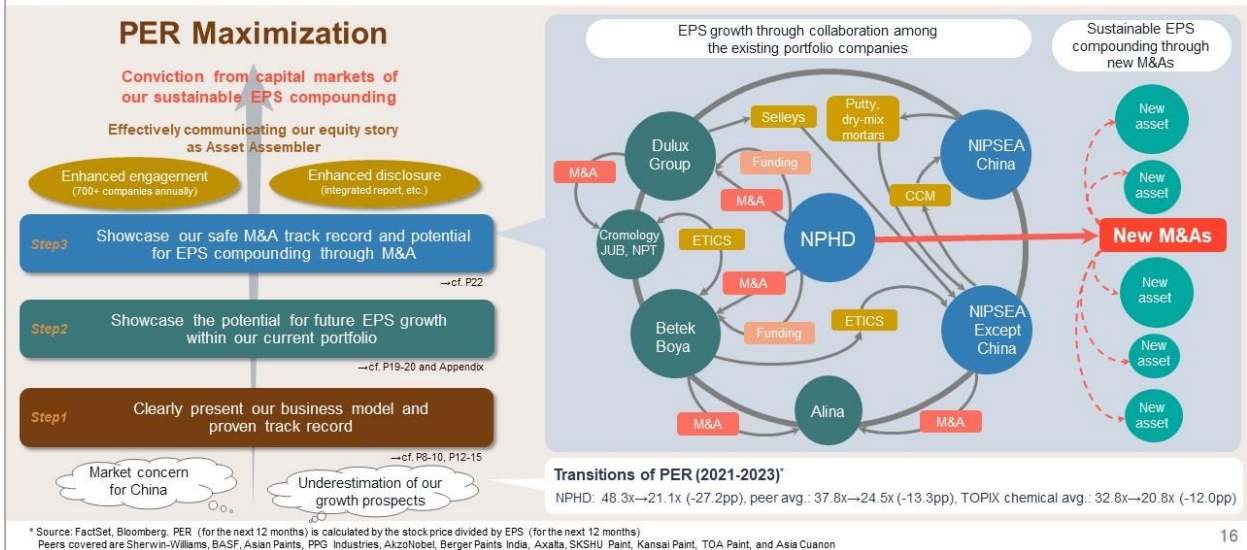 PER Maximization
Conviction from capital markets of
our sustainable EPS compounding
Effectively communicating our equity story
as Asset Assembler
Enhanced engagement
(700+ companies annually)
Enhanced disclosure
(integrated report, etc.)
Step3
Showcase our safe M&A track record and potential
for EPS compounding through M&A
→cf. P22
Step2
Showcase the potential for future EPS growth
within our current portfolio
→cf. P19-20 and Appendix
Step1
Clearly present our business model and
proven track record
→cf. P8-10, P12-15
Market concern
for China
Underestimation of our
growth prospects
EPS growth through collaboration among
the existing portfolio companies
Dulux
Group
Selleys
Putty,
dry-mix
mortars
NIPSEA
China
M&A
Funding
M&A
CCM
Cromology
JUB, NPT
ETICS
NPHD
M&A
Betek
Boya
Funding
ETICS
NIPSEA
Except
China
M&A
Alina
M&A
Sustainable EPS
compounding through
new M&As
New
asset
New
asset
New M&As
New
asset
New
asset
New
asset
Transitions of PER (2021-2023)*
NPHD: 48.3x→21.1x (-27.2pp), peer avg.: 37.8x→24.5x (-13.3pp), TOPIX chemical avg.: 32.8x→20.8x (-12.0pp)
* Source: FactSet, Bloomberg. PER (for the next 12 months) is calculated by the stock price divided by EPS (for the next 12 months)
Peers covered are Sherwin-Williams, BASF, Asian Paints, PPG Industries, AkzoNobel, Berger Paints India, Axalta, SKSHU Paint, Kansai Paint, TOA Paint, and Asia Cuanon
16